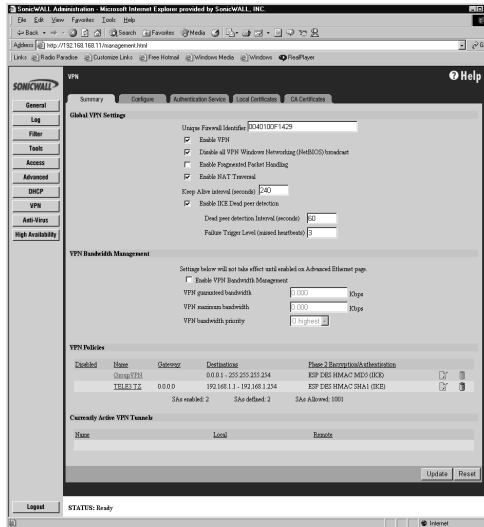 SonicWALL Administration - Microsoft Internet Explorer provided by SonicWALL, INC.
File Edit View Favorites Tools Help
Back Search Favorites Media
Address http://192.168.168.11/management.html
Links Radio Paradise Customize Links Free Hotmail Windows Media Windows RealPlayer
SONICWALL
VPN
Help
Summary Configure Authentication Service Local Certificates CA Certificates
General
Log
Filter
Tools
Access
Advanced
DHCP
VPN
Anti-Virus
High Availability
Logout
Global VPN Settings
Unique Firewall Identifier 0040100F1429
Enable VPN
Disable all VPN Windows Networking (NetBIOS) broadcast
Enable Fragmented Packet Handling
Enable NAT Traversal
Keep Alive interval (seconds) 240
Enable IKE Dead peer detection
Dead peer detection Interval (seconds) 60
Failure Trigger Level (missed heartbeats) 3
VPN Bandwidth Management
Settings below will not take effect until enabled on Advanced Ethernet page.
Enable VPN Bandwidth Management
VPN guaranteed bandwidth 0.000 Kbps
VPN maximum bandwidth 0.000 Kbps
VPN bandwidth priority 0 highest
VPN Policies
Disabled Name Gateway Destinations Phase 2 Encryption/Authentication
GroupVPN 0.0.0.1 - 255.255.255.254 ESP DES HMAC MD5 (IKE)
TELE3 TZ 0.0.0.0 192.168.1.1 - 192.168.1.254 ESP DES HMAC SHA1 (IKE)
SAs enabled: 2 SAs defined: 2 SAs Allowed: 1001
Currently Active VPN Tunnels
Name Local Remote
Update Reset
STATUS: Ready
Internet